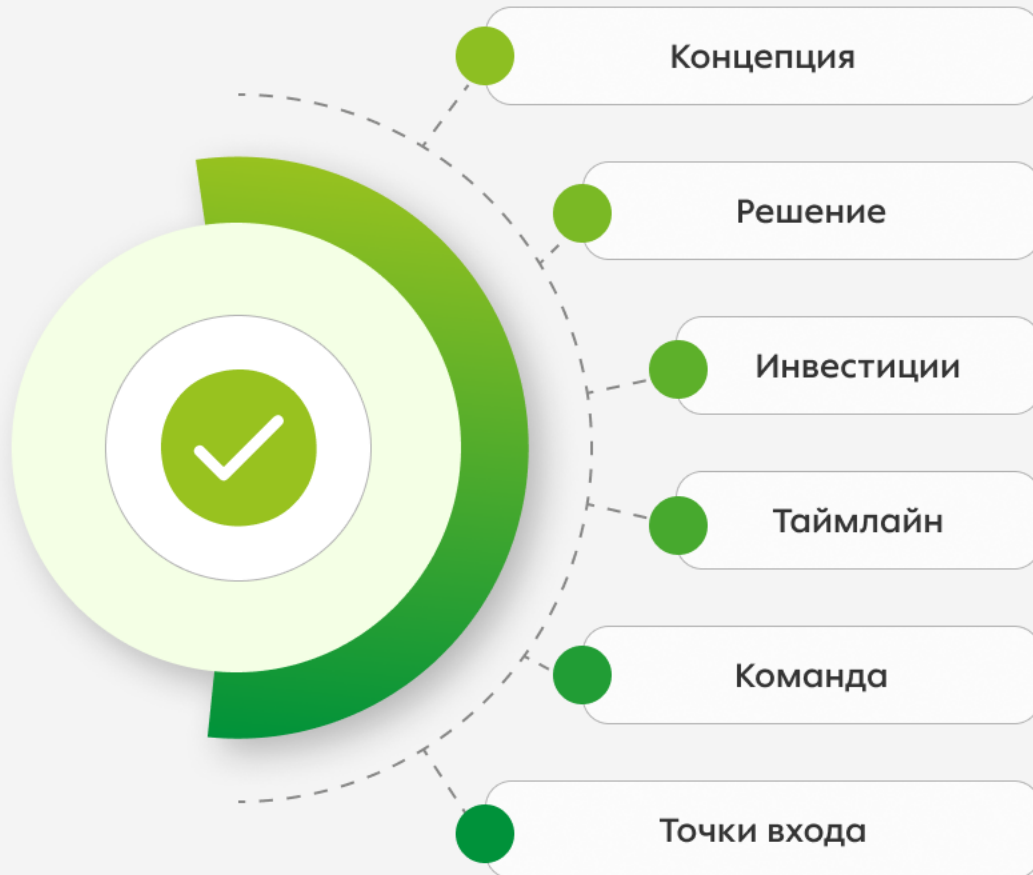 Концепция
Решение
Инвестиции
Таймлайн
Команда
Точки входа